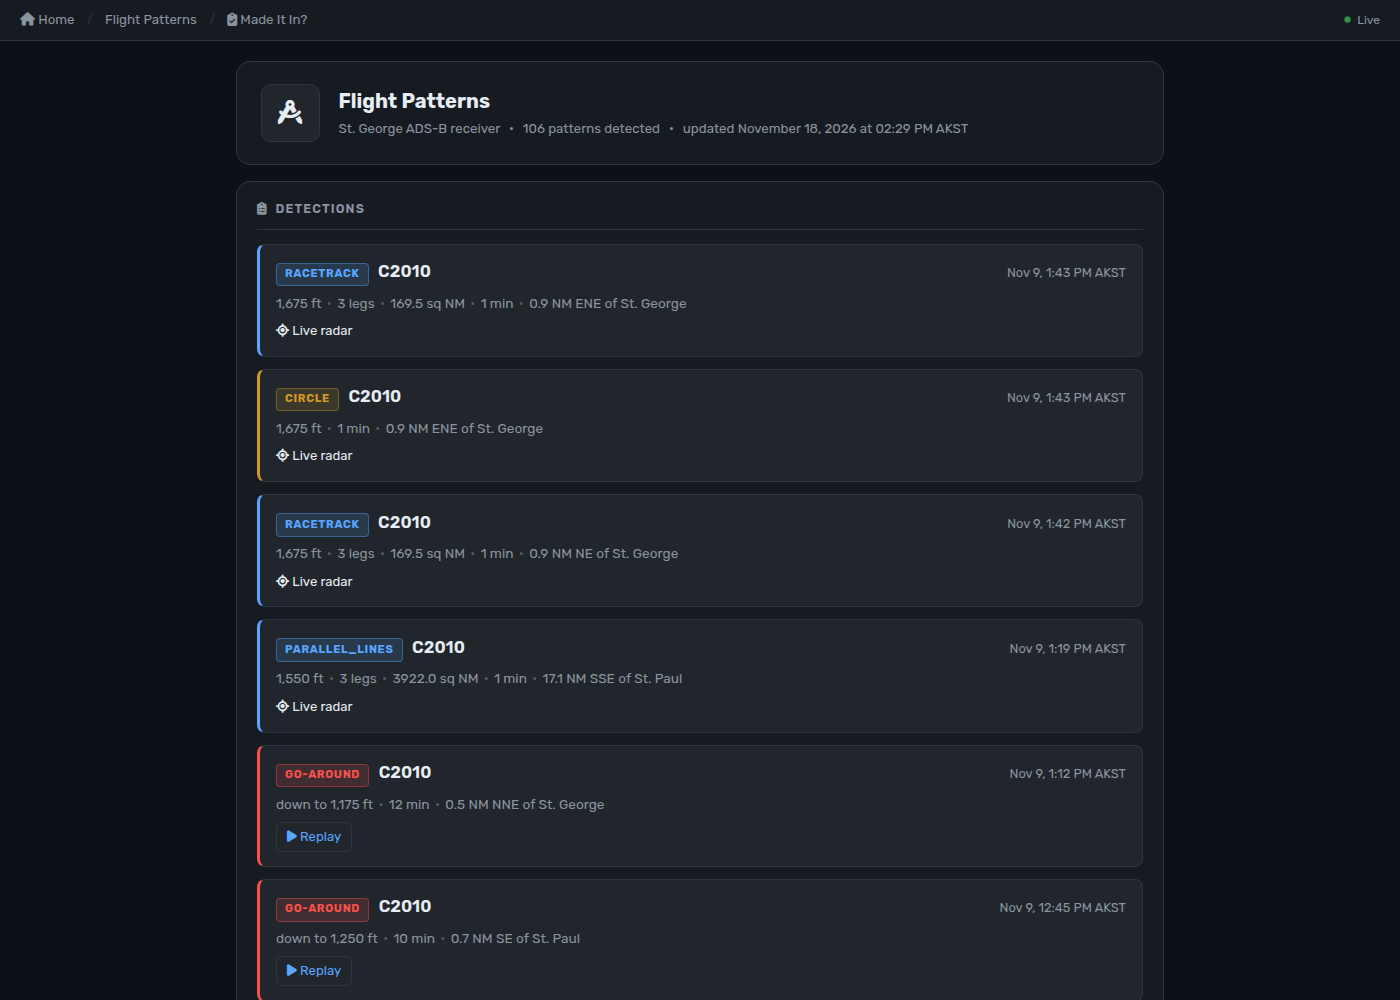 Home / Flight Patterns / Made It In?
Live
Flight Patterns
St. George ADS-B receiver • 106 patterns detected • updated November 18, 2026 at 02:29 PM AKST
DETECTIONS
RACETRACK C2010
Nov 9, 1:43 PM AKST
1,675 ft · 3 legs · 169.5 sq NM · 1 min · 0.9 NM ENE of St. George
Live radar
CIRCLE C2010
Nov 9, 1:43 PM AKST
1,675 ft · 1 min · 0.9 NM ENE of St. George
Live radar
RACETRACK C2010
Nov 9, 1:42 PM AKST
1,675 ft · 3 legs · 169.5 sq NM · 1 min · 0.9 NM NE of St. George
Live radar
PARALLEL_LINES C2010
Nov 9, 1:19 PM AKST
1,550 ft · 3 legs · 3922.0 sq NM · 1 min · 17.1 NM SSE of St. Paul
Live radar
GO-AROUND C2010
Nov 9, 1:12 PM AKST
down to 1,175 ft · 12 min · 0.5 NM NNE of St. George
Replay
GO-AROUND C2010
Nov 9, 12:45 PM AKST
down to 1,250 ft · 10 min · 0.7 NM SE of St. Paul
Replay